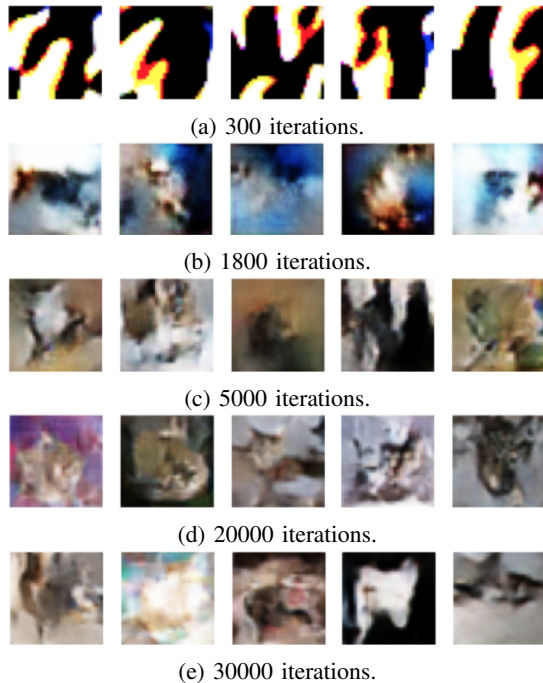 (a) 300 iterations.
(b) 1800 iterations.
(c) 5000 iterations.
(d) 20000 iterations.
(e) 30000 iterations.